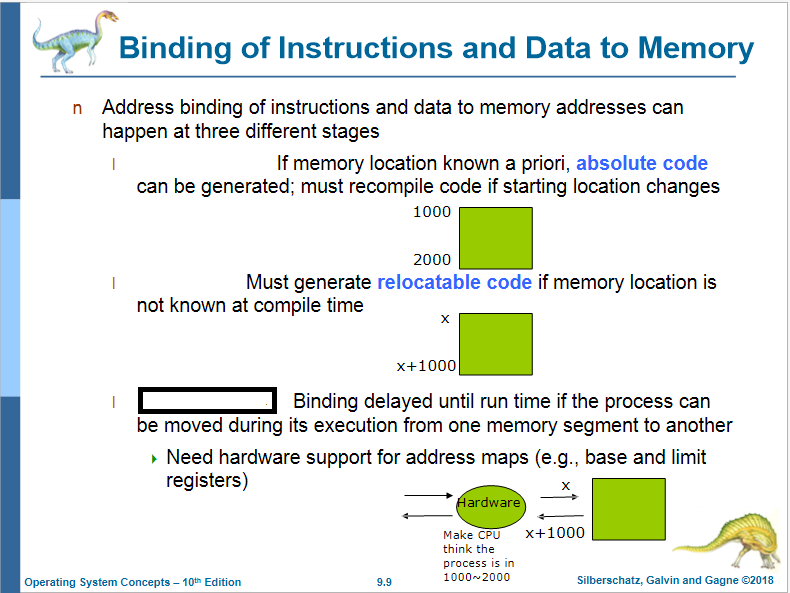 Binding of Instructions and Data to Memory
n Address binding of instructions and data to memory addresses can
happen at three different stages
l If memory location known a priori, absolute code
can be generated; must recompile code if starting location changes
1000
2000
l Must generate relocatable code if memory location is
not known at compile time
x
x+1000
l Binding delayed until run time if the process can
be moved during its execution from one memory segment to another
Need hardware support for address maps (e.g., base and limit
registers)
Hardware
x
x+1000
Make CPU
think the
process is in
1000~2000
Operating System Concepts – 10th Edition
9.9
Silberschatz, Galvin and Gagne ©2018